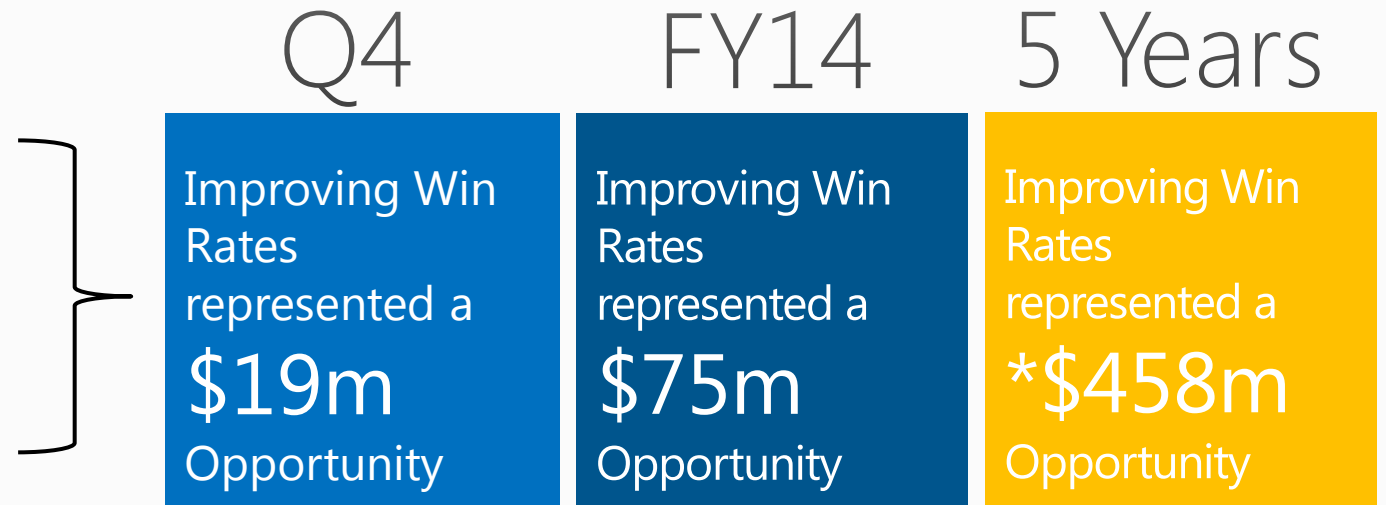 Q4
Improving Win
Rates
represented a
$19m
Opportunity
FY14
Improving Win
Rates
represented a
$75m
Opportunity
5 Years
Improving Win
Rates
represented a
*$458m
Opportunity